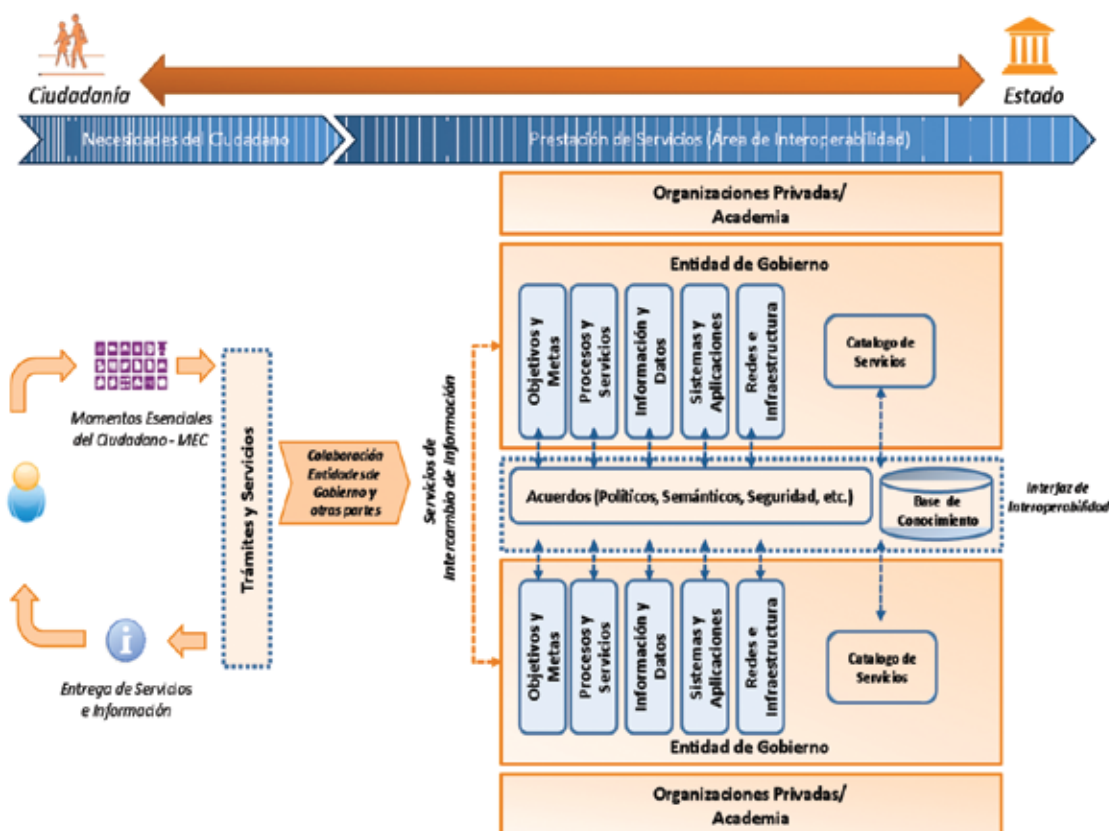 Ciudadanía
Estado
Necesidades del Ciudadano
Prestación de Servicios (Área de Interoperabilidad)
Organizaciones Privadas/
Academia
Entidad de Gobierno
Objetivos y
Metas
Procesos y
Servicios
Información y
Datos
Sistemas y
Aplicaciones
Redes e
Infraestructura
Catalogo de
Servicios
Momentos Esenciales
del Ciudadano - MEC
Trámites y Servicios
Colaboración
Entidades de
Gobierno y
otras partes
Servicios de
Intercambio de Información
Acuerdos (Políticos, Semánticos, Seguridad, etc.)
Base de
Conocimiento
Interfaz de
Interoperabilidad
Entrega de Servicios
e Información
Objetivos y
Metas
Procesos y
Servicios
Información y
Datos
Sistemas y
Aplicaciones
Redes e
Infraestructura
Catalogo de
Servicios
Entidad de Gobierno
Organizaciones Privadas/
Academia